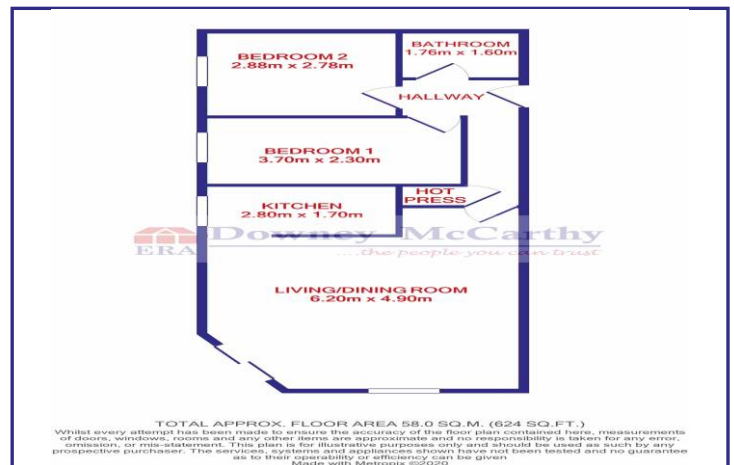 BATHROOM
1.76m x 1.60m
BEDROOM 2
2.88m x 2.78m
HALLWAY
BEDROOM 1
3.70m x 2.30m
HOT
PRESS
KITCHEN
2.80m x 1.70m
ERA Downey McCarthy
....the people you can trust
LIVING/DINING ROOM
6.20m x 4.90m
TOTAL APPROX. FLOOR AREA 58.0 SQ.M. (624 SQ.FT.)
Whilst every attempt has been made to ensure the accuracy of the floor plan contained here, measurements
of doors, windows, rooms and any other items are approximate and no responsibility is taken for any error,
omission, or mis-statement. This plan is for illustrative purposes only and should be used as such by any
prospective purchaser. The services, systems and appliances shown have not been tested and no guarantee
as to their operability or efficiency can be given
Made with Metropix ©2020